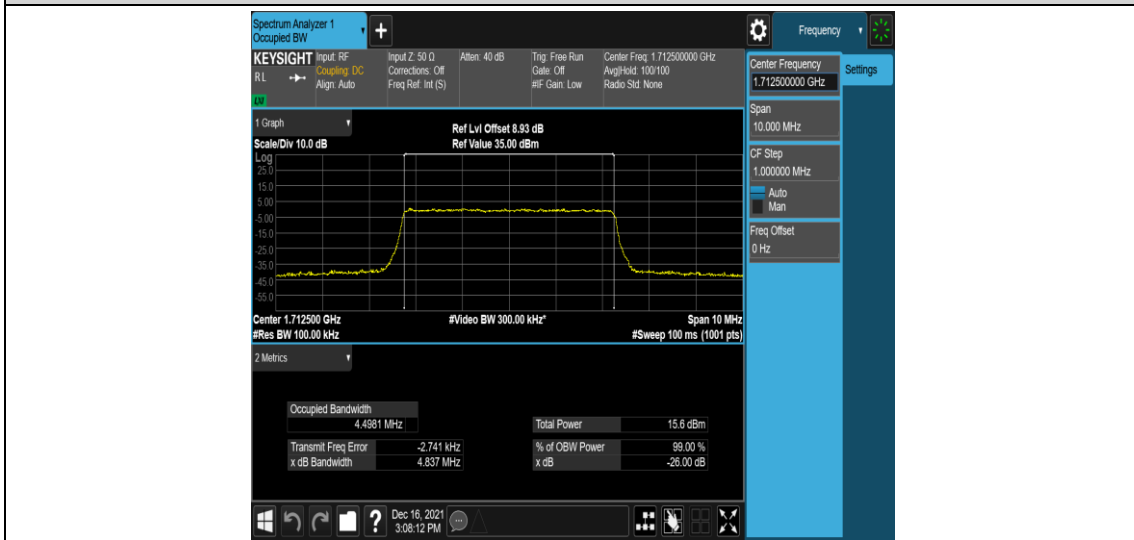 Spectrum Analyzer 1
Occupied BW
Frequency
KEYSIGHT
RL
Input: RF
Coupling: DC
Align: Auto
Input Z: 50 Ω
Corrections: Off
Freq Ref: Int (S)
Atten: 40 dB
Trig: Free Run
Gate: Off
#IF Gain: Low
Center Freq: 1.712500000 GHz
Avg|Hold: 100/100
Radio Std: None
Center Frequency
1.712500000 GHz
Settings
Span
10.000 MHz
CF Step
1.000000 MHz
Auto
Man
Freq Offset
0 Hz
1 Graph
Ref Lvl Offset 8.93 dB
Scale/Div 10.0 dB
Ref Value 35.00 dBm
Log
25.0
15.0
5.00
-5.00
-15.0
-25.0
-35.0
-45.0
-55.0
Center 1.712500 GHz
#Video BW 300.00 kHz*
Span 10 MHz
#Res BW 100.00 kHz
#Sweep 100 ms (1001 pts)
2 Metrics
Occupied Bandwidth
4.4981 MHz
Total Power 15.6 dBm
Transmit Freq Error -2.741 kHz
% of OBW Power 99.00 %
x dB Bandwidth 4.837 MHz
x dB -26.00 dB
?
Dec 16, 2021
3:08:12 PM